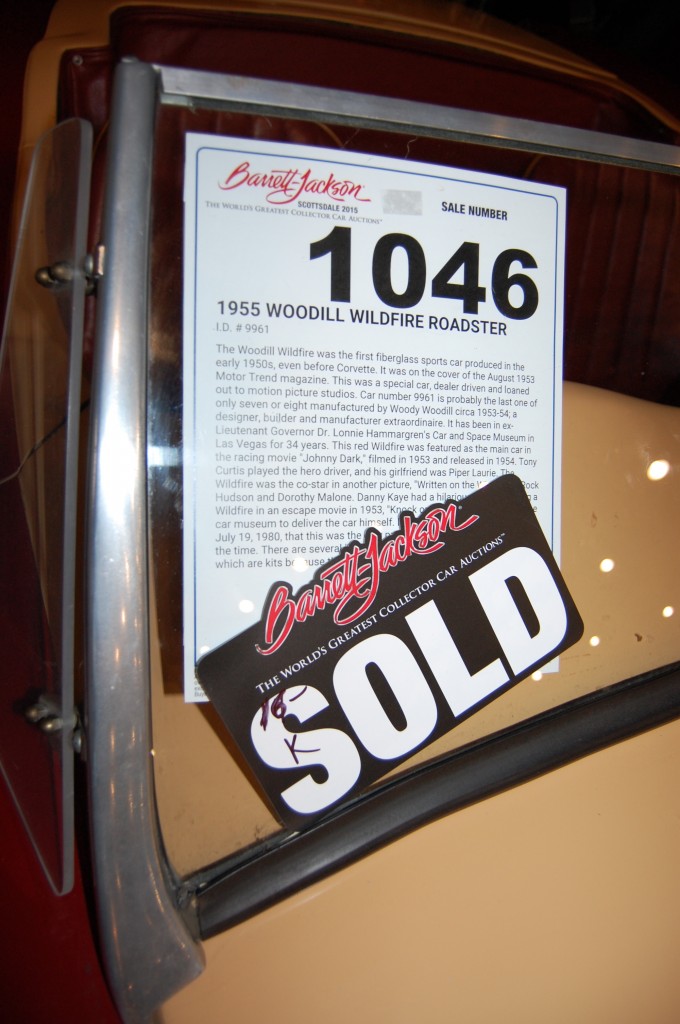 Barrett-Jackson
SCOTTSDALE 2015
THE WORLD'S GREATEST COLLECTOR CAR AUCTIONS
SALE NUMBER
1046
1955 WOODILL WILDFIRE ROADSTER
I.D. # 9961
The Woodill Wildfire was the first fiberglass sports car produced in the
early 1950s, even before Corvette. It was on the cover of the August 1953
Motor Trend magazine. This was a special car, dealer driven and loaned
out to motion picture studios. Car number 9961 is probably the last one of
only seven or eight manufactured by Woody Woodill circa 1953-54; a
designer, builder and manufacturer extraordinaire. It has been in ex-
Lieutenant Governor Dr. Lonnie Hammargren's Car and Space Museum in
Las Vegas for 34 years. This red Wildfire was featured as the main car in
the racing movie "Johnny Dark," filmed in 1953 and released in 1954. Tony
Curtis played the hero driver, and his girlfriend was Piper Laurie. The
Wildfire was the co-star in another picture, "Written on the Rock
Hudson and Dorothy Malone. Danny Kaye had a hilarious a
Wildfire in an escape movie in 1953, "Knock
car museum to deliver the car himself.
July 19, 1980, that this was the
the time. There are several
which are kits
Barrett-Jackson
THE WORLD'S GREATEST COLLECTOR CAR AUCTIONS™
SOLD
16-
K